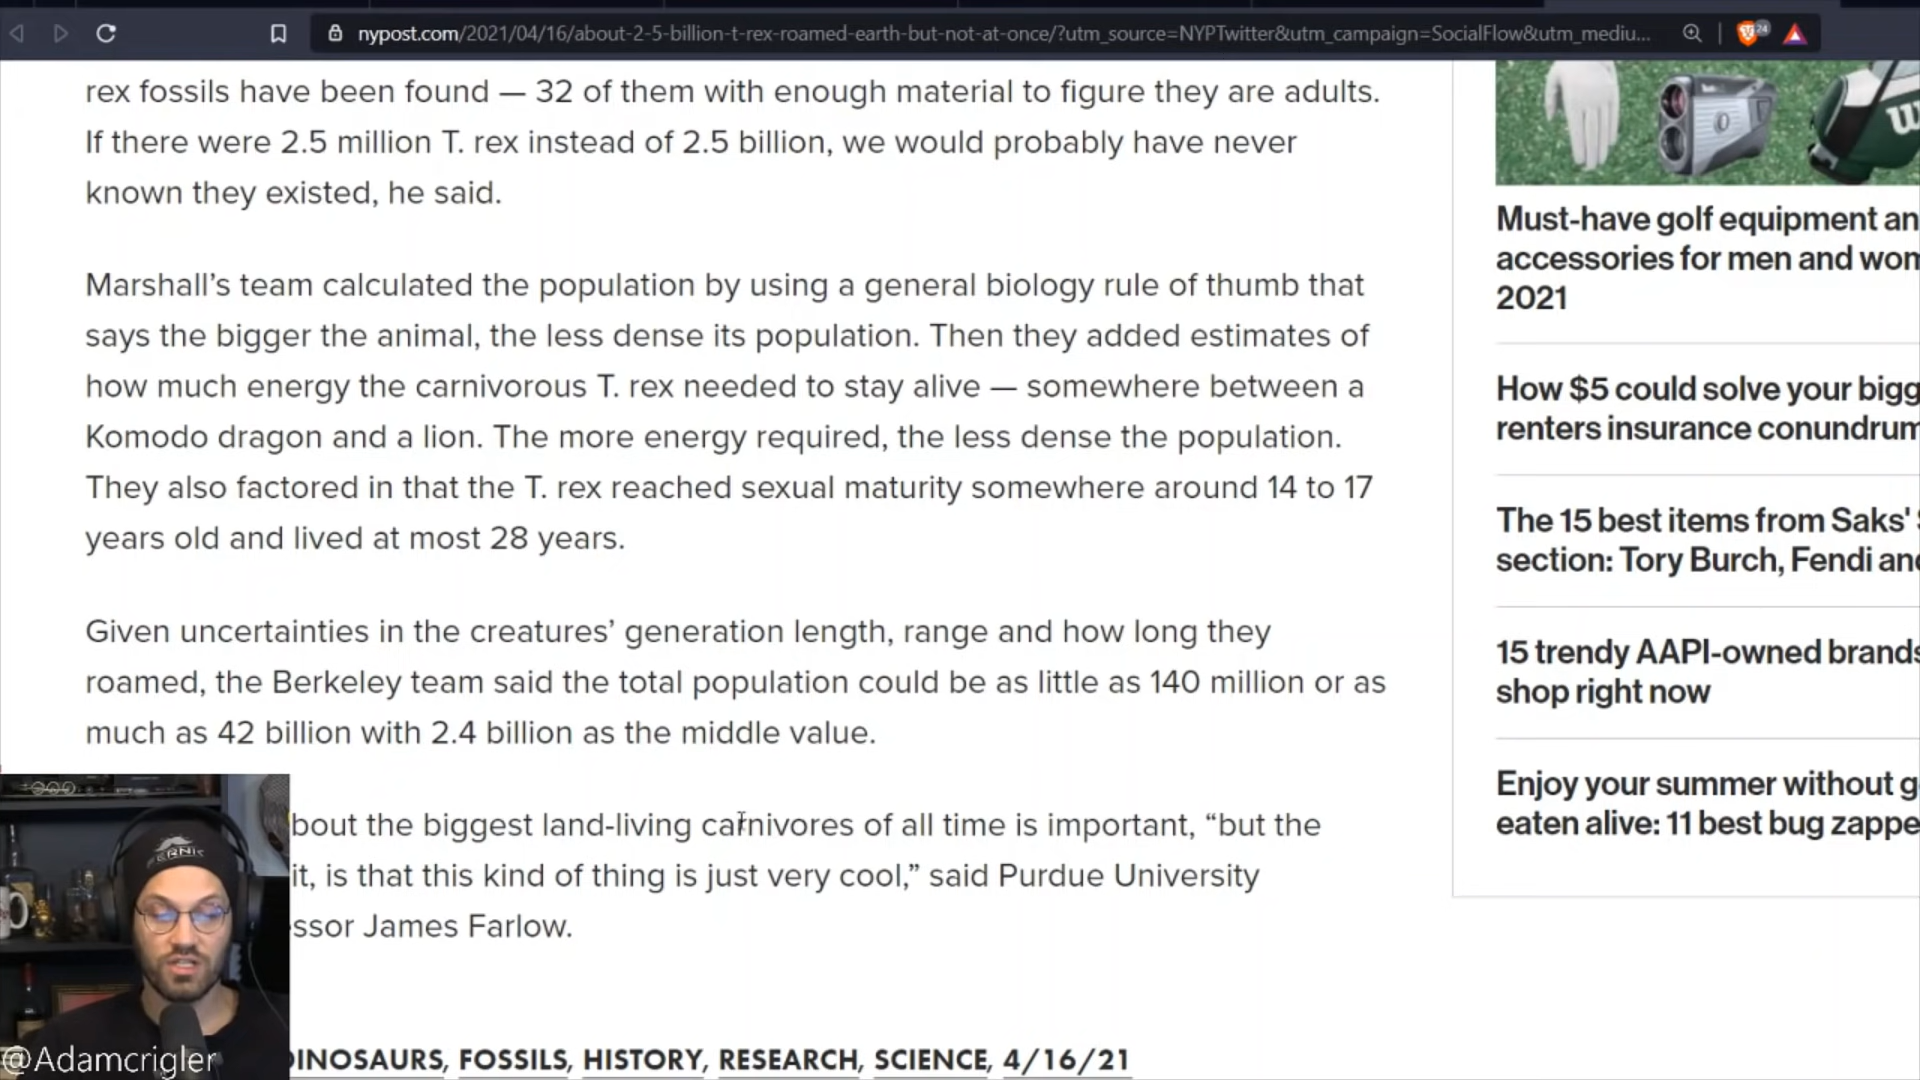 nypost.com/2021/04/16/about-2-5-billion-t-rex-roamed-earth-but-not-at-once/?utm_source=NYPTwitter&utm_campaign=SocialFlow&utm_mediu...
24
rex fossils have been found — 32 of them with enough material to figure they are adults.
If there were 2.5 million T. rex instead of 2.5 billion, we would probably have never
known they existed, he said.
Marshall’s team calculated the population by using a general biology rule of thumb that
says the bigger the animal, the less dense its population. Then they added estimates of
how much energy the carnivorous T. rex needed to stay alive — somewhere between a
Komodo dragon and a lion. The more energy required, the less dense the population.
They also factored in that the T. rex reached sexual maturity somewhere around 14 to 17
years old and lived at most 28 years.
Given uncertainties in the creatures’ generation length, range and how long they
roamed, the Berkeley team said the total population could be as little as 140 million or as
much as 42 billion with 2.4 billion as the middle value.
bout the biggest land-living carnivores of all time is important, “but the
it, is that this kind of thing is just very cool,” said Purdue University
ssor James Farlow.
DINOSAURS, FOSSILS, HISTORY, RESEARCH, SCIENCE, 4/16/21
Must-have golf equipment an
accessories for men and wom
2021
How $5 could solve your bigg
renters insurance conundrum
The 15 best items from Saks'
section: Tory Burch, Fendi and
15 trendy AAPI-owned brands
shop right now
Enjoy your summer without g
eaten alive: 11 best bug zappe
@Adamcrigler